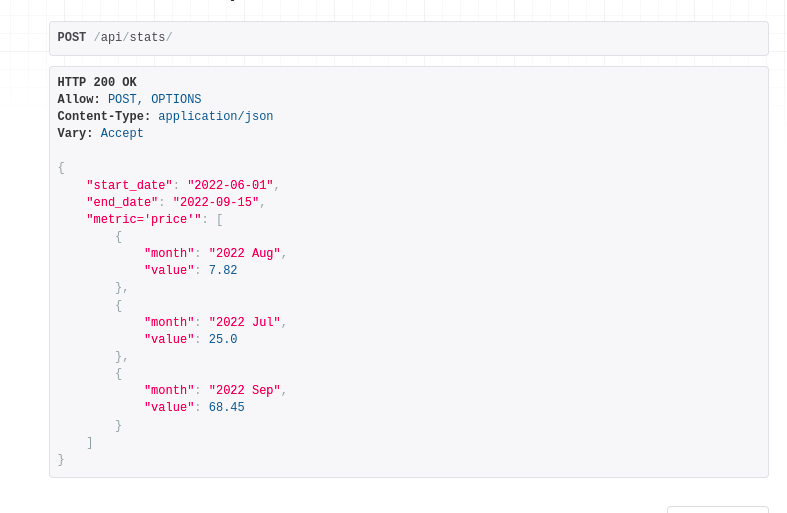 POST /api/stats/
HTTP 200 OK
Allow: POST, OPTIONS
Content-Type: application/json
Vary: Accept
{
    "start_date": "2022-06-01",
    "end_date": "2022-09-15",
    "metric='price'": [
        {
            "month": "2022 Aug",
            "value": 7.82
        },
        {
            "month": "2022 Jul",
            "value": 25.0
        },
        {
            "month": "2022 Sep",
            "value": 68.45
        }
    ]
}